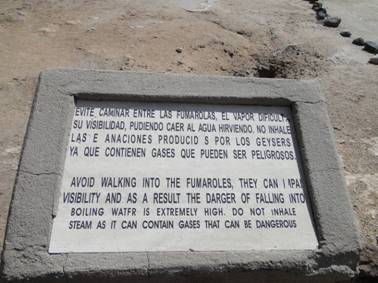 EVITE CAMINAR ENTRE LAS FUMAROLAS, EL VAPOR DIFICULTA
SU VISIBILIDAD, PUDIENDO CAER AL AGUA HIRVIENDO. NO INHALE
LAS E ANACIONES PRODUCID S POR LOS GEYSERS
YA QUE CONTIENEN GASES QUE PUEDEN SER PELIGROSOS.
AVOID WALKING INTO THE FUMAROLES, THEY CAN I IPAI
VISIBILITY AND AS A RESULT THE DARGER OF FALLING INTO
BOILING WATFR IS EXTREMELY HIGH. DO NOT INHALE
STEAM AS IT CAN CONTAIN GASES THAT CAN BE DANGEROUS